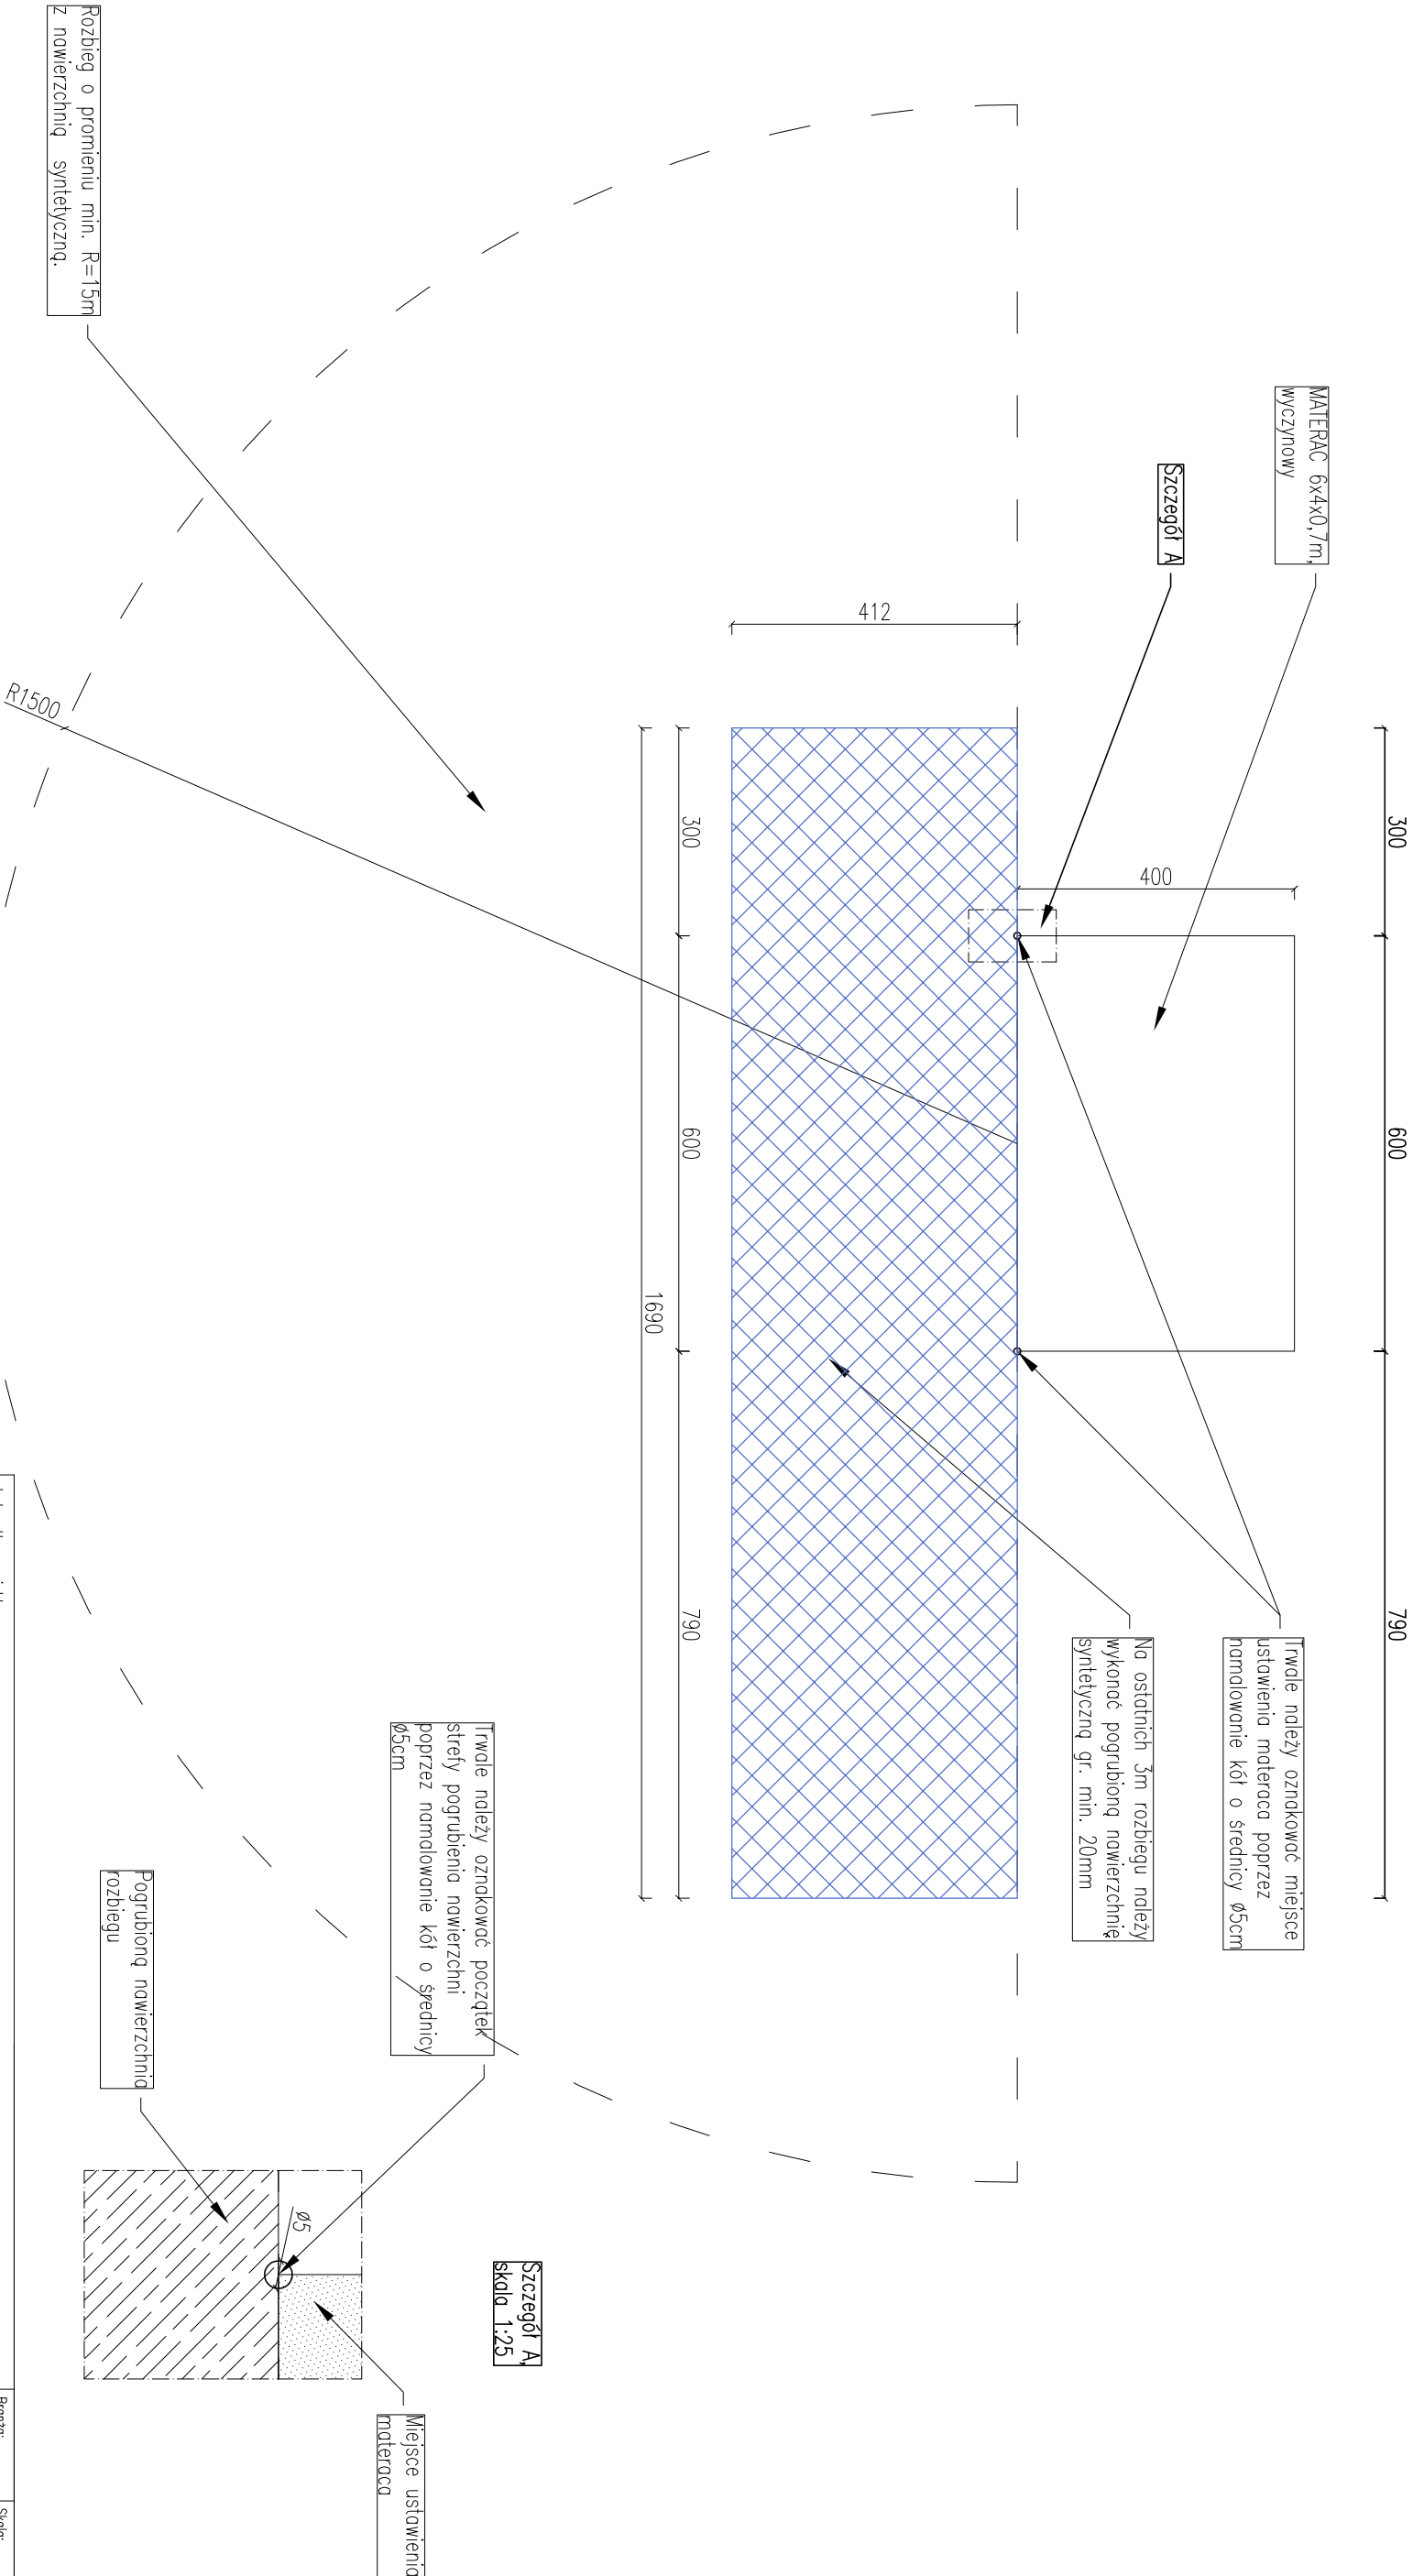 300
600
790
MATERAC 6x4x0,7m,
wyczynowy
Szczegół A
400
412
Trwale należy oznakować miejsce
ustawienia materaca poprzez
namalowanie kół o średnicy ø5cm
Na ostatnich 3m rozbiegu należy
wykonać pogrubioną nawierzchnię
syntetyczną gr. min. 20mm
300
600
790
1690
Rozbieg o promieniu min. R=15m
z nawierzchnią syntetyczną.
R1500
Szczegół A,
skala 1:25
Trwale należy oznakować początek
strefy pogrubienia nawierzchni
poprzez namalowanie kół o średnicy
ø5cm
Miejsce ustawienia
materaca
ø5
Pogrubioną nawierzchnia
rozbiegu
Branża:
Skala: